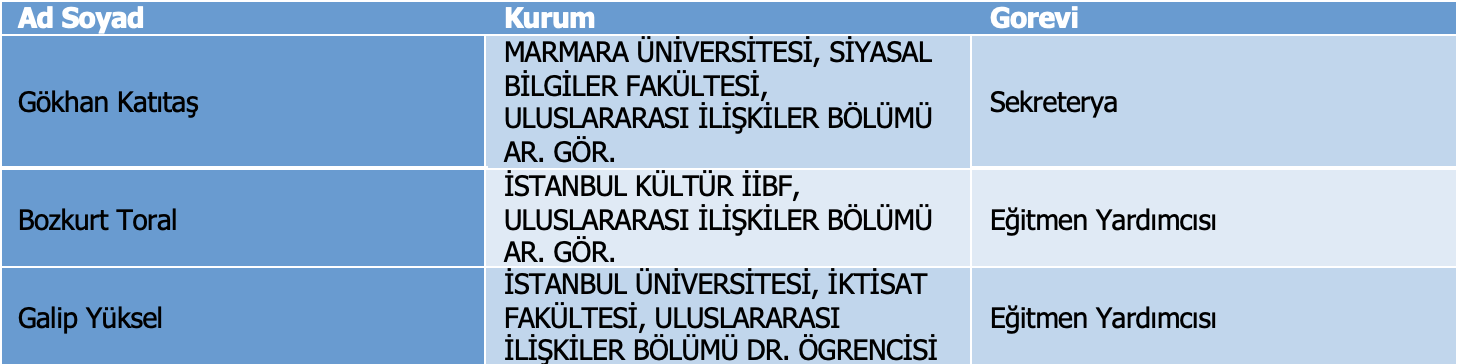 Ad Soyad Kurum Gorevi
Gökhan Katıtaş
MARMARA ÜNİVERSİTESİ, SİYASAL
BİLGİLER FAKÜLTESİ,
ULUSLARARASI İLİŞKİLER BÖLÜMÜ
AR. GÖR.
Sekreterya
Bozkurt Toral
İSTANBUL KÜLTÜR İİBF,
ULUSLARARASI İLİŞKİLER BÖLÜMÜ
AR. GÖR.
Eğitmen Yardımcısı
Galip Yüksel
İSTANBUL ÜNİVERSİTESİ, İKTİSAT
FAKÜLTESİ, ULUSLARARASI
İLİŞKİLER BÖLÜMÜ DR. ÖGRENCİSİ
Eğitmen Yardımcısı